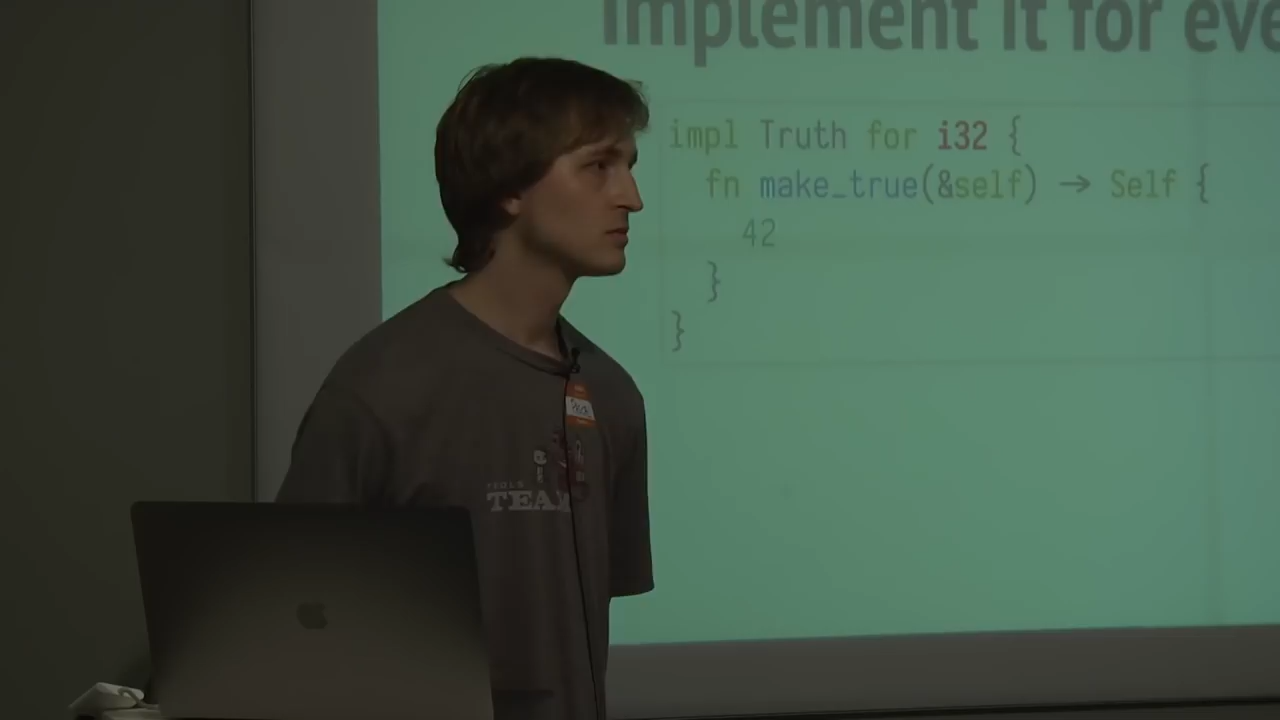 Implement it for eve
impl Truth for i32 {
fn make_true(&self) → Self {
42
}
}
TEAM